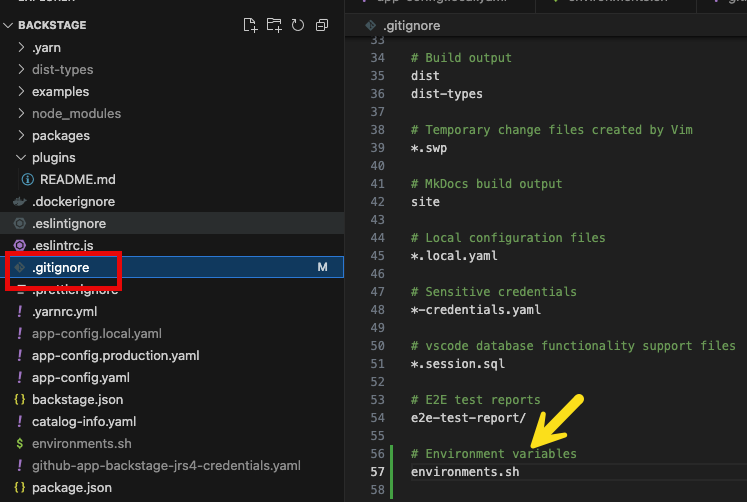 BACKSTAGE
.yarn
dist-types
examples
node_modules
packages
plugins
README.md
.dockerignore
.eslintignore
.eslintrc.js
.gitignore M
.prettierignore
.yarnrc.yml
app-config.local.yaml
app-config.production.yaml
app-config.yaml
backstage.json
catalog-info.yaml
environments.sh
github-app-backstage-jrs4-credentials.yaml
package.json
.gitignore
33
34 # Build output
35 dist
36 dist-types
37
38 # Temporary change files created by Vim
39 *.swp
40
41 # MkDocs build output
42 site
43
44 # Local configuration files
45 *.local.yaml
46
47 # Sensitive credentials
48 *-credentials.yaml
49
50 # vscode database functionality support files
51 *.session.sql
52
53 # E2E test reports
54 e2e-test-report/
55
56 # Environment variables
57 environments.sh
58